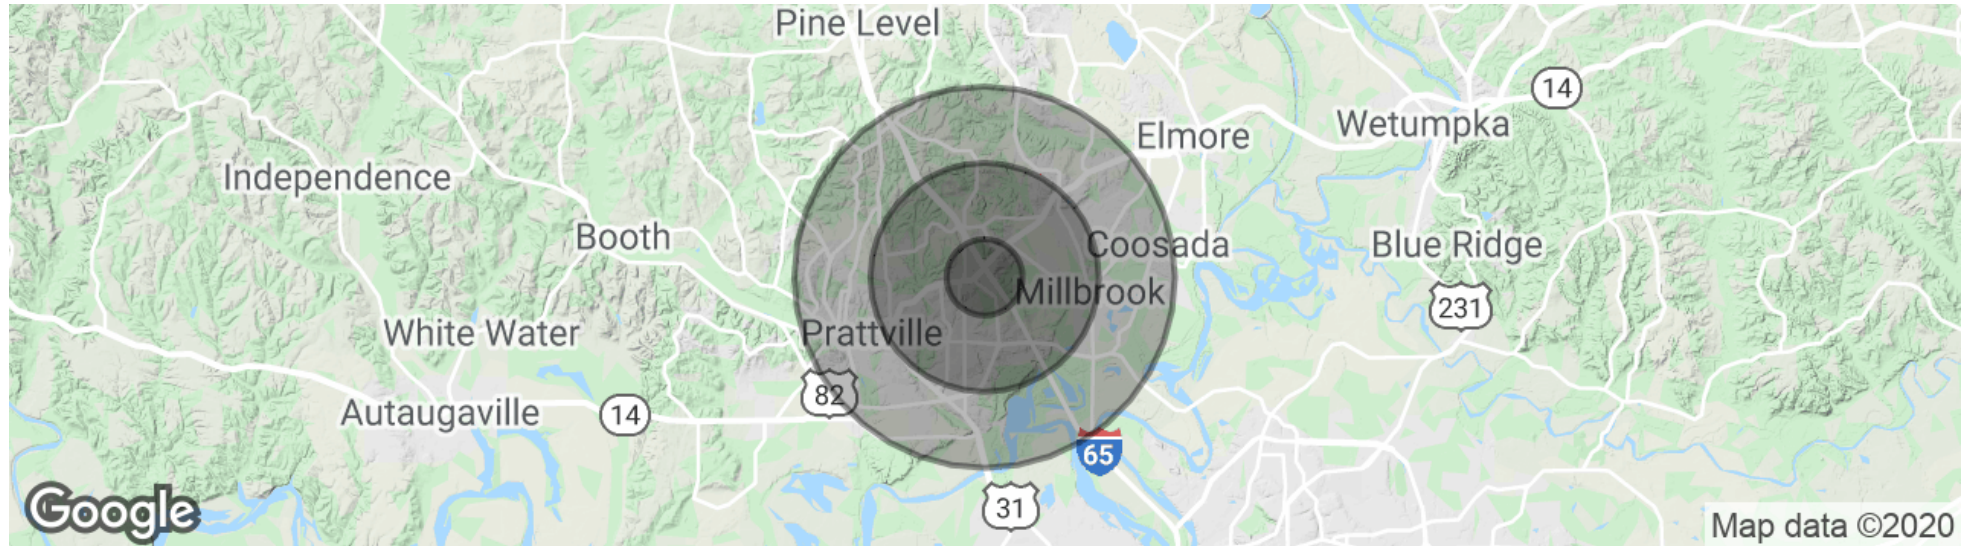 Pine Level
14
Wetumpka
Elmore
Independence
Booth
Coosada
Blue Ridge
Millbrook
231
White Water
Prattville
82
Autaugaville
14
65
31
Google
Map data ©2020